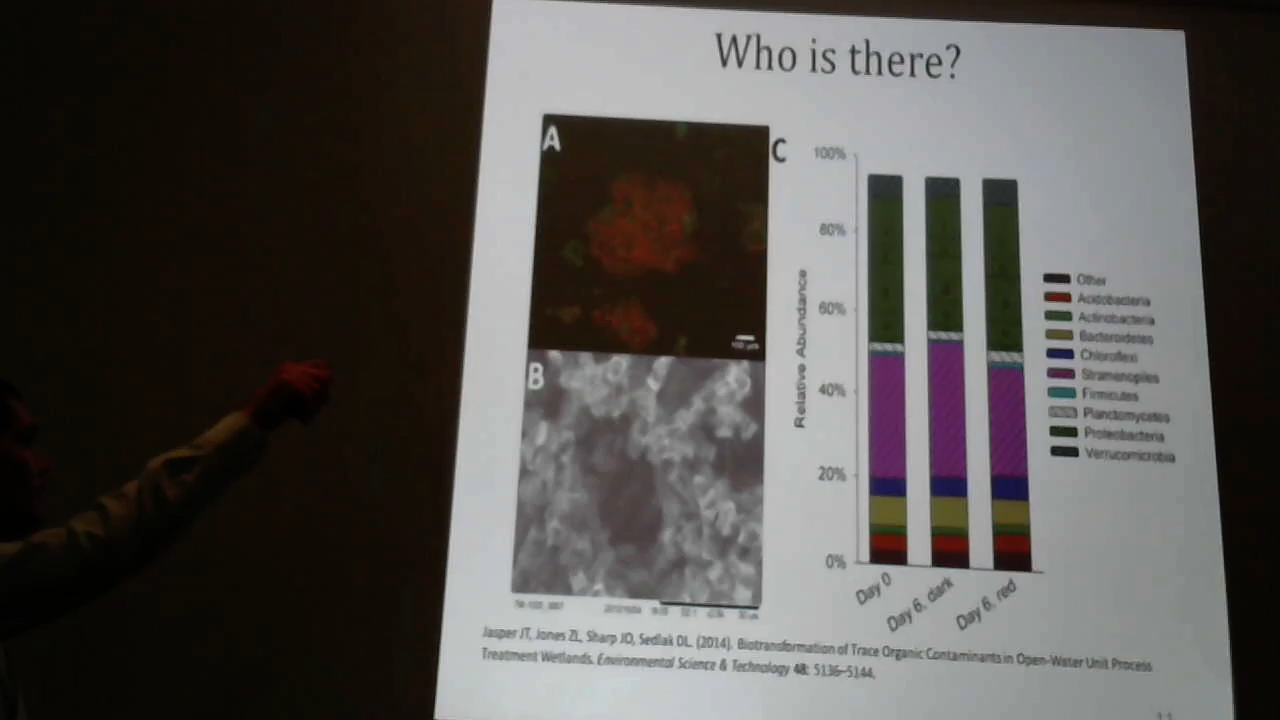 Who is there?
A
B
C
100%
80%
60%
40%
20%
0%
Relative Abundance
Day 0
Day 6, dark
Day 6, red
Other
Acidobacteria
Actinobacteria
Bacteroidetes
Chloroflexi
Stramenopiles
Firmicutes
Planctomycetes
Proteobacteria
Verrucomicrobia
Jasper JT, Jones ZL, Sharp JO, Sedlak DL. (2014). Biotransformation of Trace Organic Contaminants in Open-Water Unit Process
Treatment Wetlands. Environmental Science & Technology 48: 5136–5144.